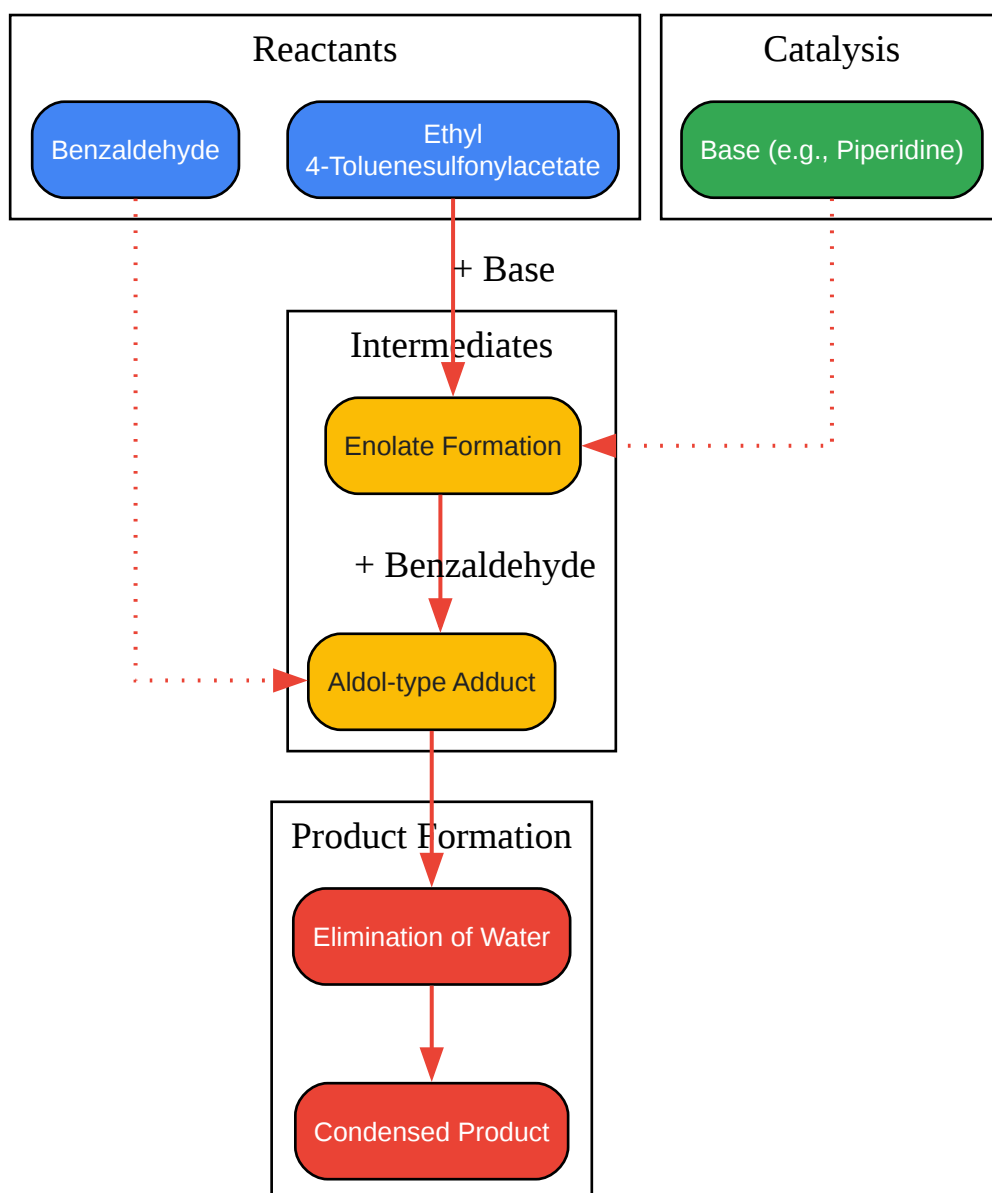 Reactants
Catalysis
Benzaldehyde
Ethyl
4-Toluenesulfonylacetate
Base (e.g., Piperidine)
+ Base
Intermediates
Enolate Formation
+ Benzaldehyde
Aldol-type Adduct
Product Formation
Elimination of Water
Condensed Product